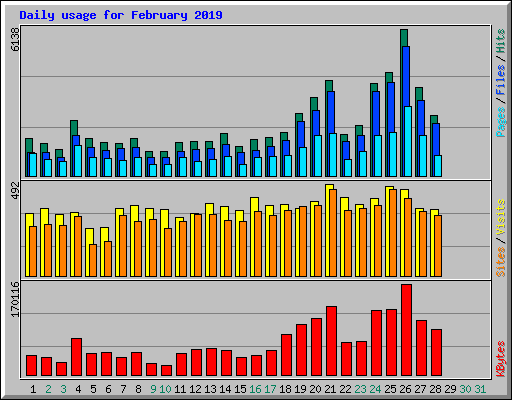 Daily usage for February 2019
6138
Pages / Files / Hits
492
Sites / Visits
170116
KBytes
1 2 3 4 5 6 7 8 9 10 11 12 13 14 15 16 17 18 19 20 21 22 23 24 25 26 27 28 29 30 31